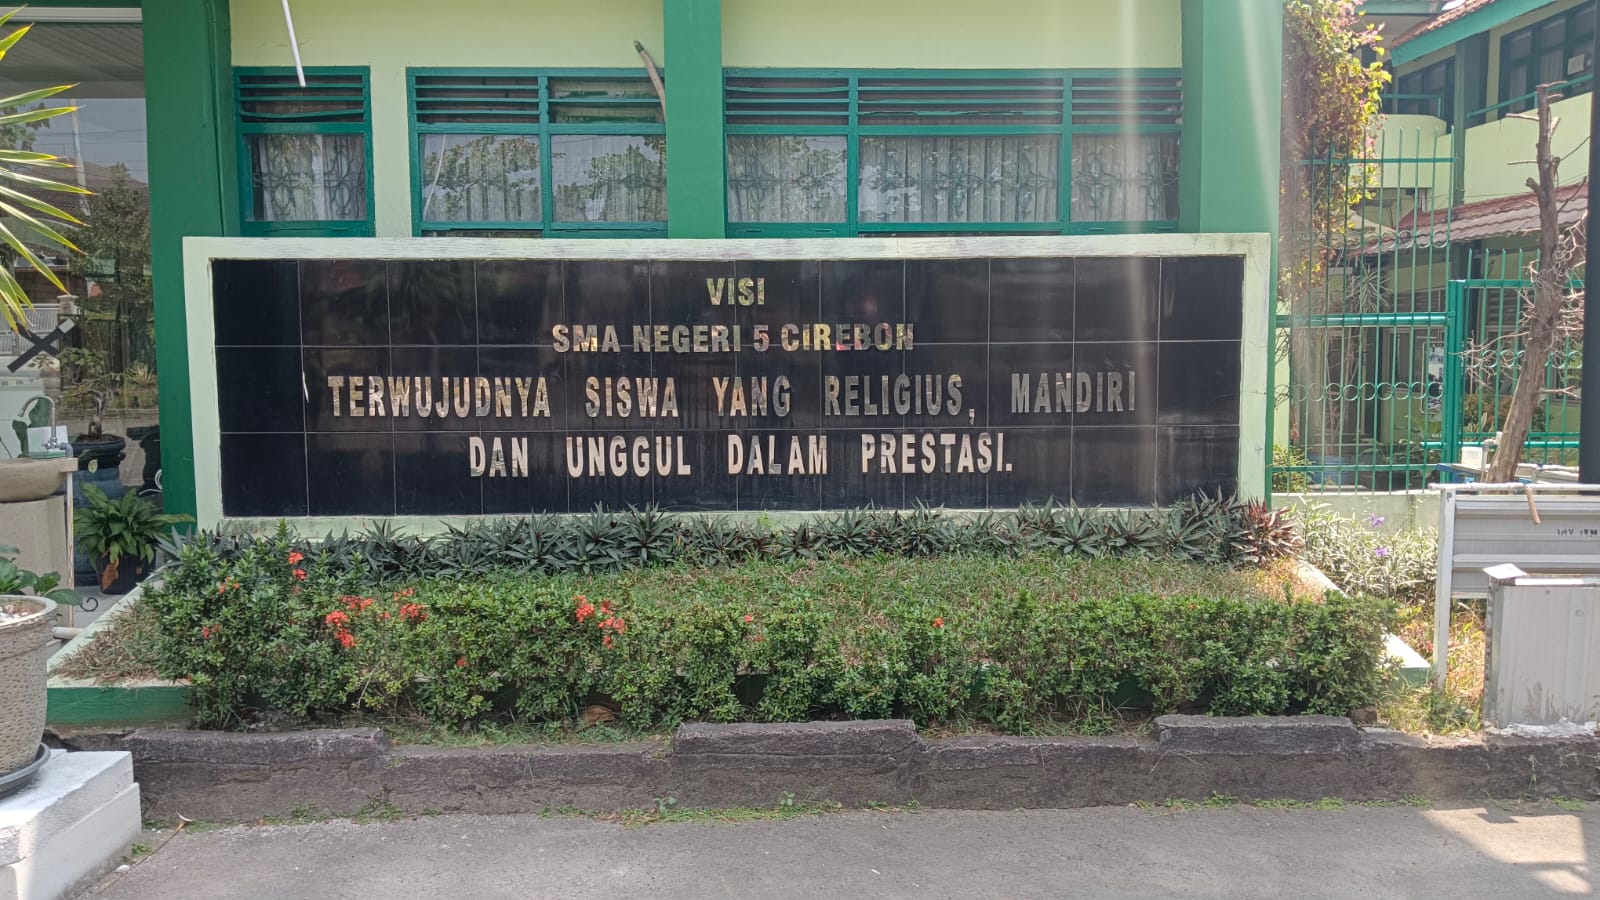 VISI
SMA NEGERI 5 CIREBON
TERWUJUDNYA SISWA YANG RELIGIUS, MANDIRI
DAN UNGGUL DALAM PRESTASI.